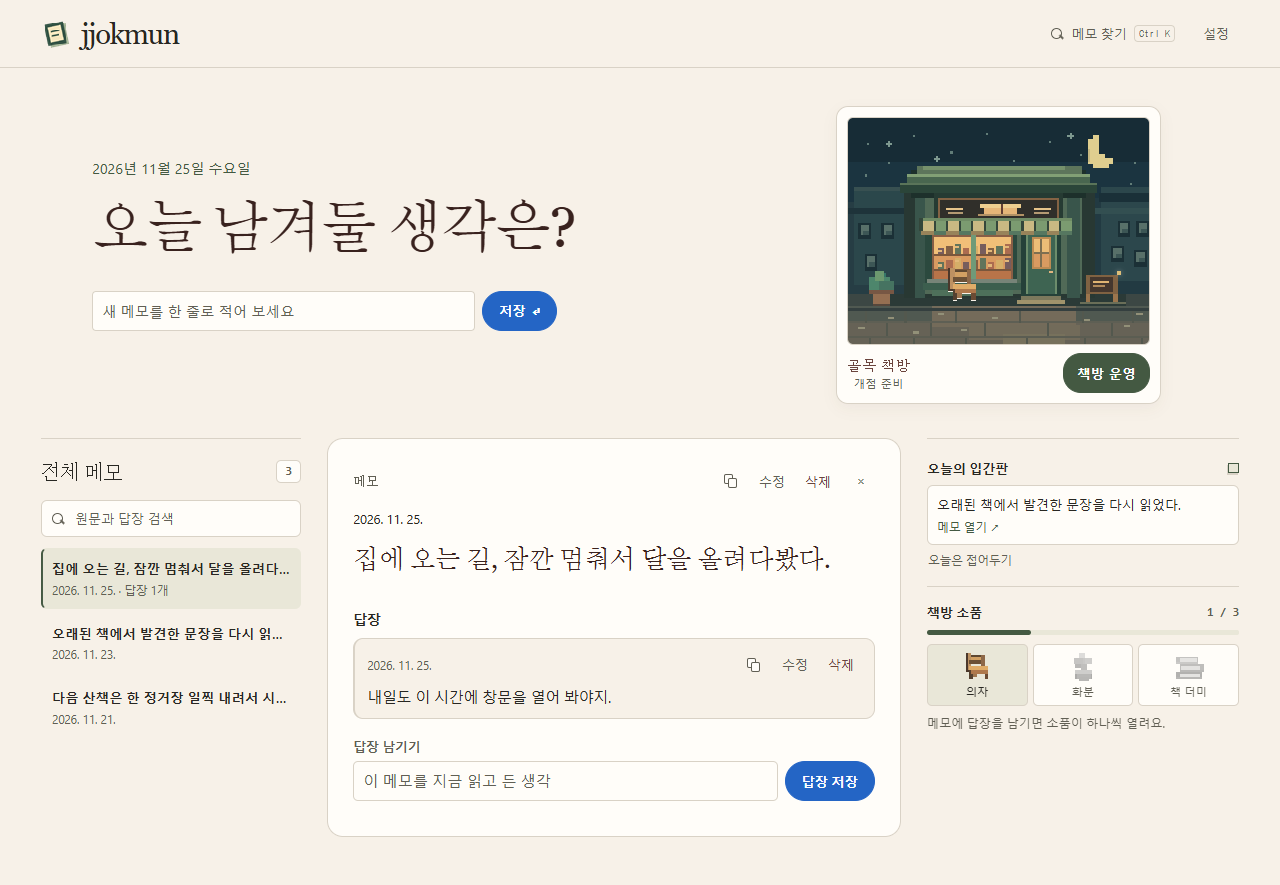 jjokmun
메모 찾기 Ctrl K 설정
2026년 11월 25일 수요일
오늘 남겨둘 생각은?
새 메모를 한 줄로 적어 보세요
저장 ↲
골목 책방
개점 준비
책방 운영
전체 메모 3
원문과 답장 검색
집에 오는 길, 잠깐 멈춰서 달을 올려다...
2026. 11. 25. · 답장 1개
오래된 책에서 발견한 문장을 다시 읽...
2026. 11. 23.
다음 산책은 한 정거장 일찍 내려서 시...
2026. 11. 21.
메모 수정 삭제 ×
2026. 11. 25.
집에 오는 길, 잠깐 멈춰서 달을 올려다봤다.
답장
2026. 11. 25. 수정 삭제
내일도 이 시간에 창문을 열어 봐야지.
답장 남기기
이 메모를 지금 읽고 든 생각
답장 저장
오늘의 입간판
오래된 책에서 발견한 문장을 다시 읽었다.
메모 열기 ↗
오늘은 접어두기
책방 소품 1 / 3
의자 화분 책 더미
메모에 답장을 남기면 소품이 하나씩 열려요.